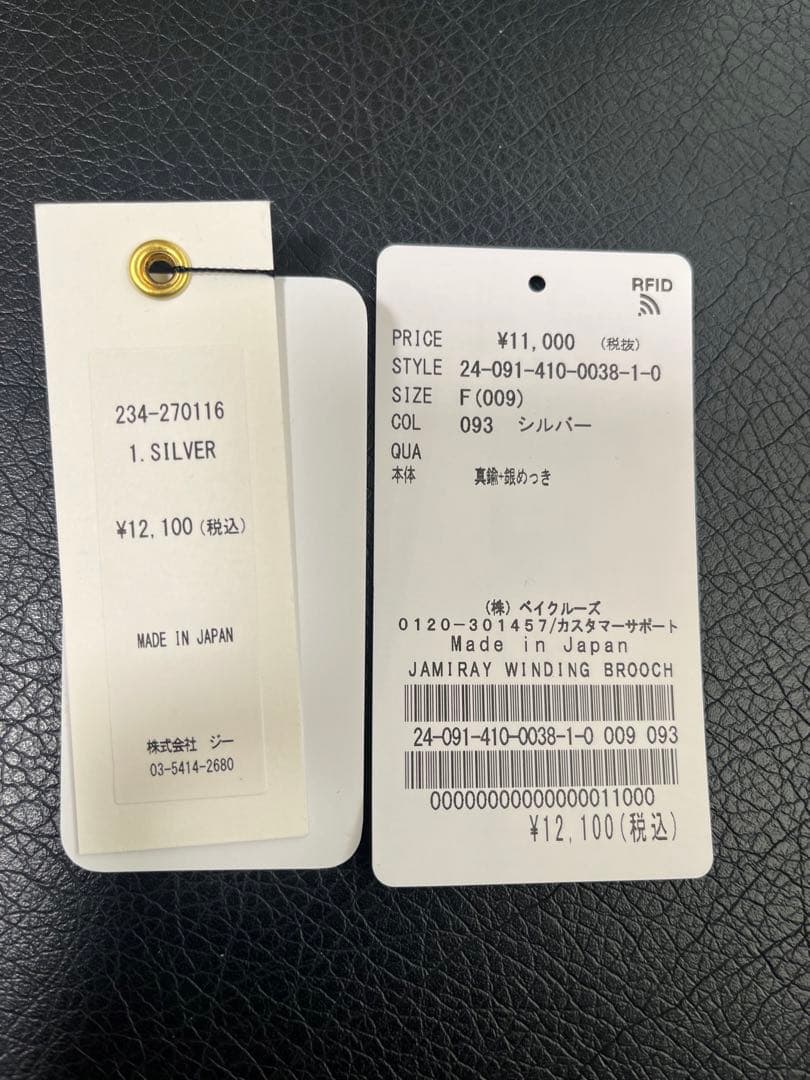 234-270116
1.SILVER
¥12,100(税込)
MADE IN JAPAN
株式会社 ジー
03-5414-2680
RFID
PRICE ¥11,000 (税抜)
STYLE 24-091-410-0038-1-0
SIZE F(009)
COL 093 シルバー
QUA
本体 真鍮+銀めっき
(株)ベイクルーズ
0120-301457/カスタマーサポート
Made in Japan
JAMIRAY WINDING BROOCH
24-091-410-0038-1-0 009 093
00000000000000011000
¥12,100(税込)